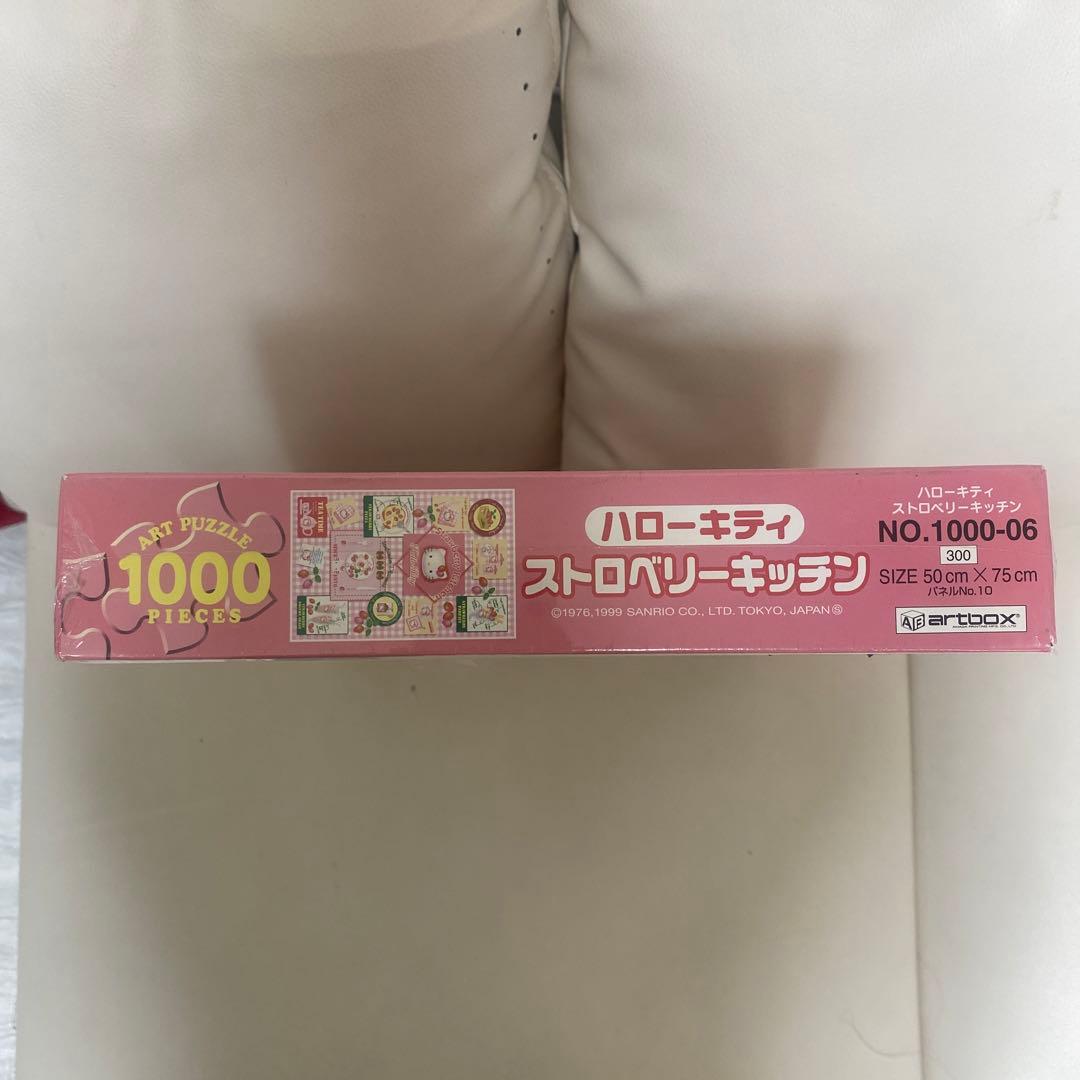 ART PUZZLE
1000
PIECES
ハローキティ
ストロベリーキッチン
©1976,1999 SANRIO CO., LTD. TOKYO, JAPAN Ⓢ
ハローキティ
ストロベリーキッチン
NO.1000-06
300
SIZE 50cm×75cm
パネルNo.10
artbox®